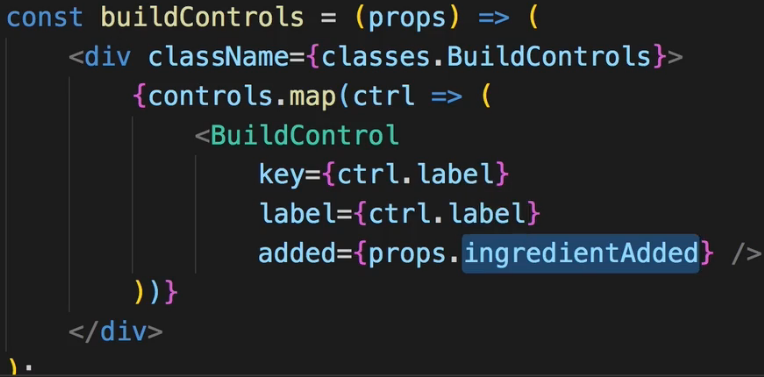 const buildControls = (props) => (
<div className={classes.BuildControls}>
{controls.map(ctrl => (
<BuildControl
key={ctrl.label}
label={ctrl.label}
added={props.ingredientAdded} />
))}
</div>
);